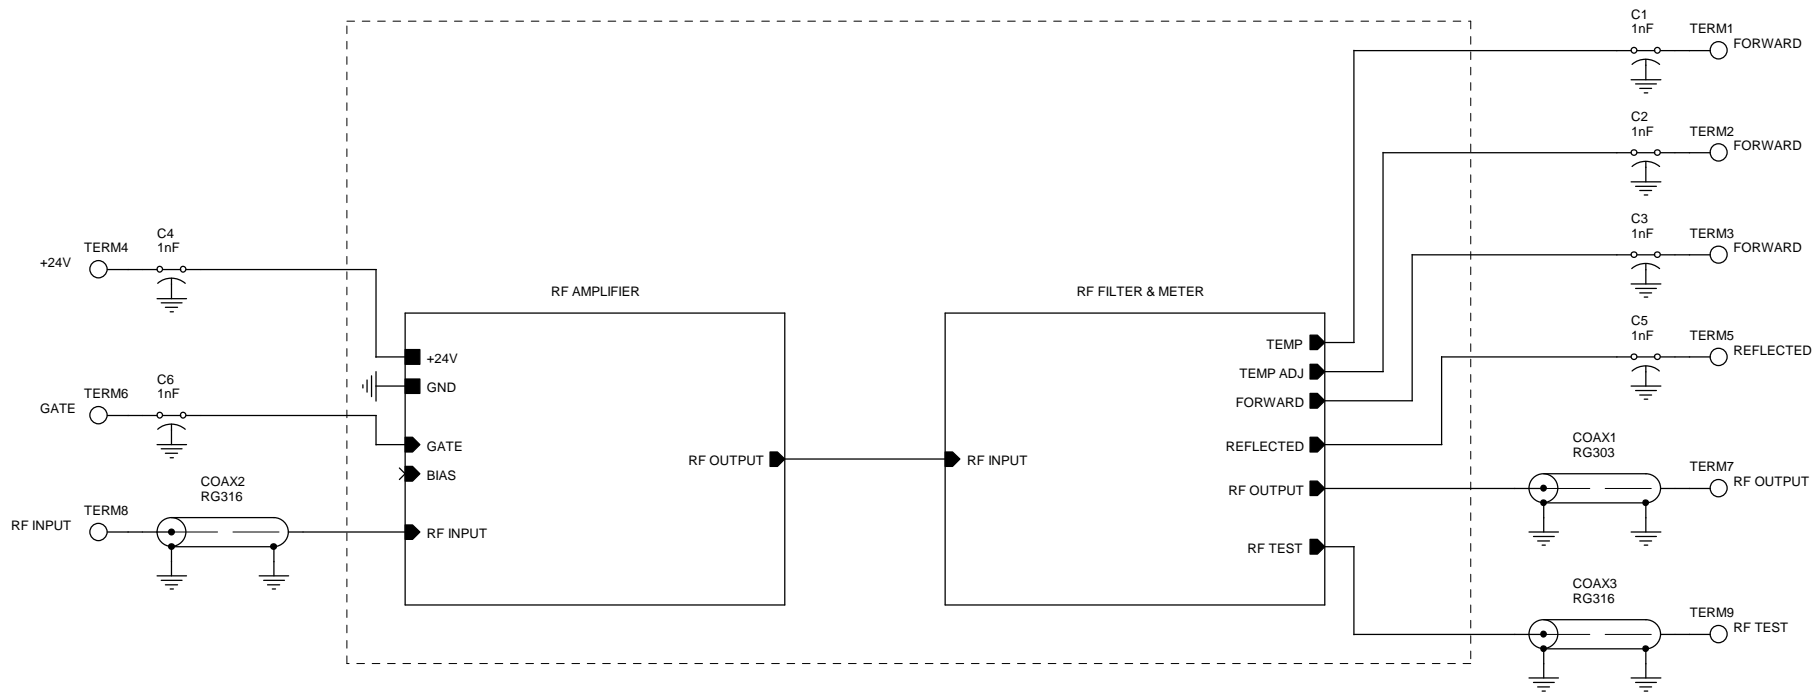 C1
1nF
TERM1
FORWARD
C2
1nF
TERM2
FORWARD
C3
1nF
TERM3
FORWARD
C4
1nF
TERM4
+24V
C5
1nF
TERM5
REFLECTED
C6
1nF
TERM6
GATE
COAX2
RG316
TERM8
RF INPUT
RF AMPLIFIER
+24V
GND
GATE
BIAS
RF INPUT
RF OUTPUT
RF FILTER & METER
RF INPUT
TEMP
TEMP ADJ
FORWARD
REFLECTED
RF OUTPUT
RF TEST
COAX1
RG303
TERM7
RF OUTPUT
COAX3
RG316
TERM9
RF TEST